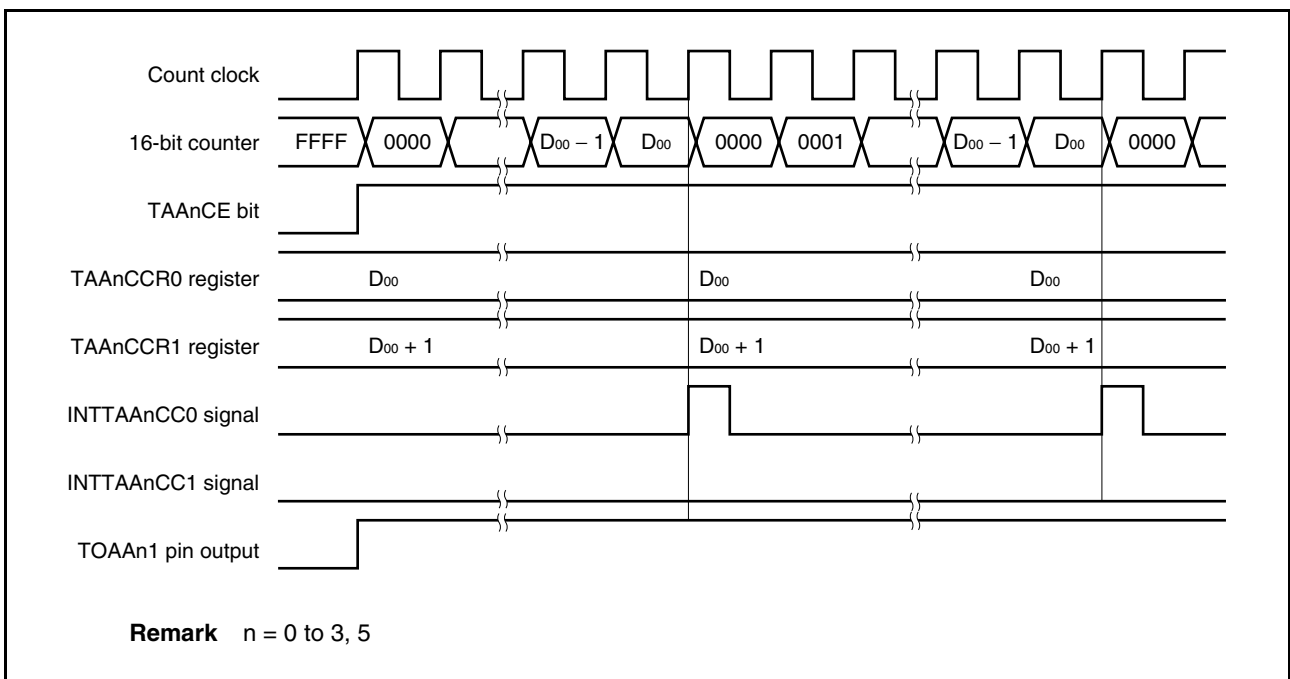 Count clock
16-bit counter FFFF 0000 D00 − 1 D00 0000 0001 D00 − 1 D00 0000
TAAnCE bit
TAAnCCR0 register D00 D00 D00
TAAnCCR1 register D00 + 1 D00 + 1 D00 + 1
INTTAAnCC0 signal
INTTAAnCC1 signal
TOAAn1 pin output
Remark n = 0 to 3, 5